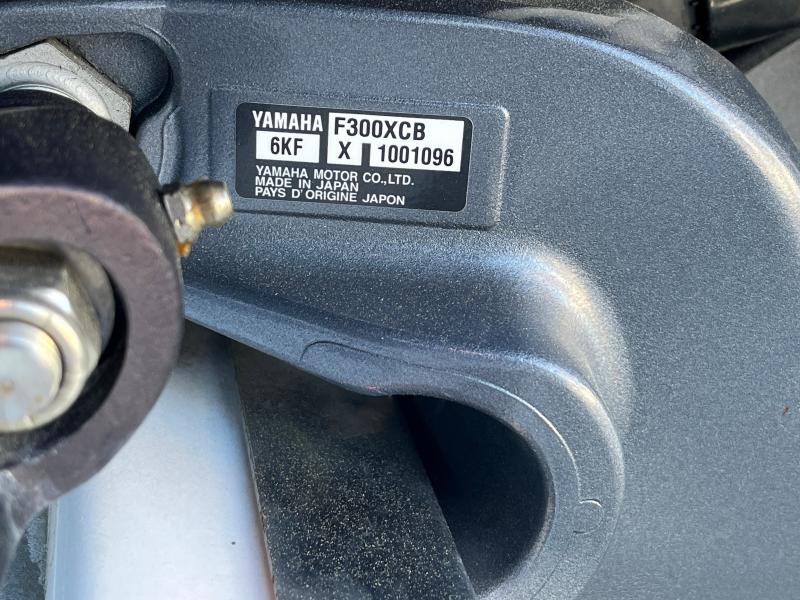 YAMAHA F300XCB
6KF X 1001096
YAMAHA MOTOR CO.,LTD.
MADE IN JAPAN
PAYS D'ORIGINE JAPON